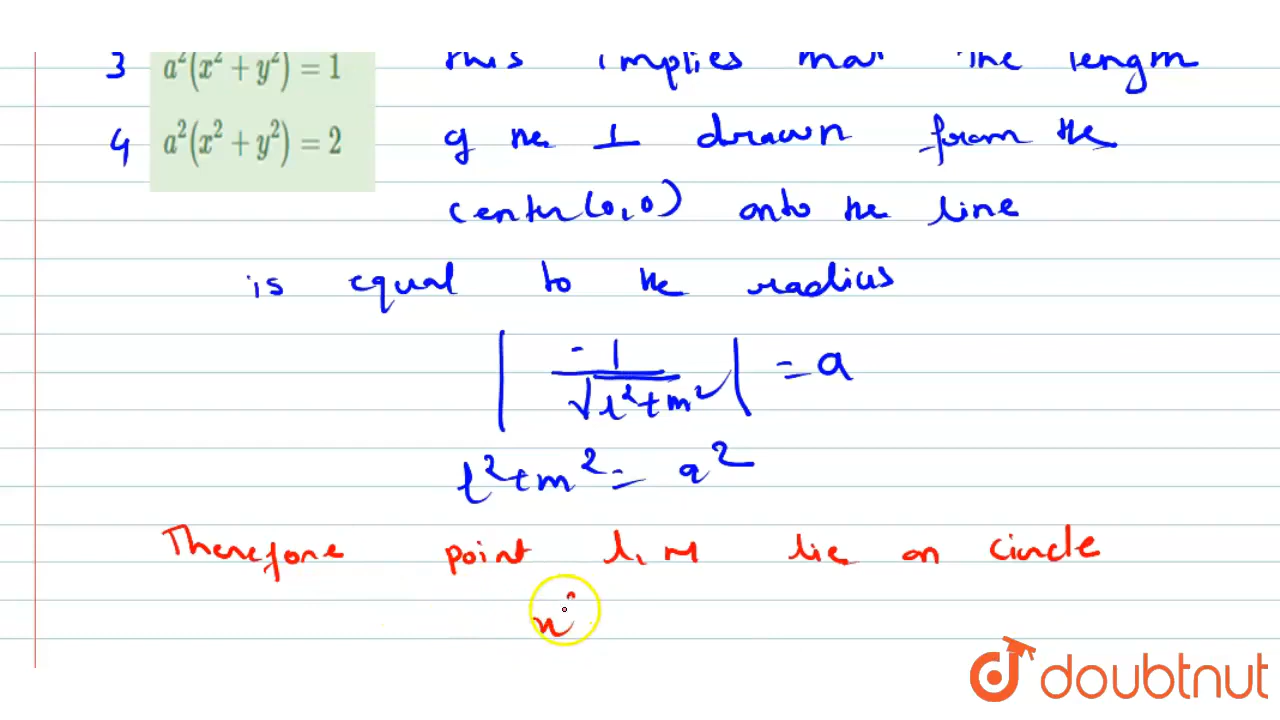 3 a²(x² + y²) = 1 this implies that the length
4 a²(x² + y²) = 2 of the ⊥ drawn from the
center (0,0) onto the line
is equal to the radius
| -1 / √(l²+m²) | = a
l²+m² = a²
Therefore point l, m lie on circle
x²
doubtnut